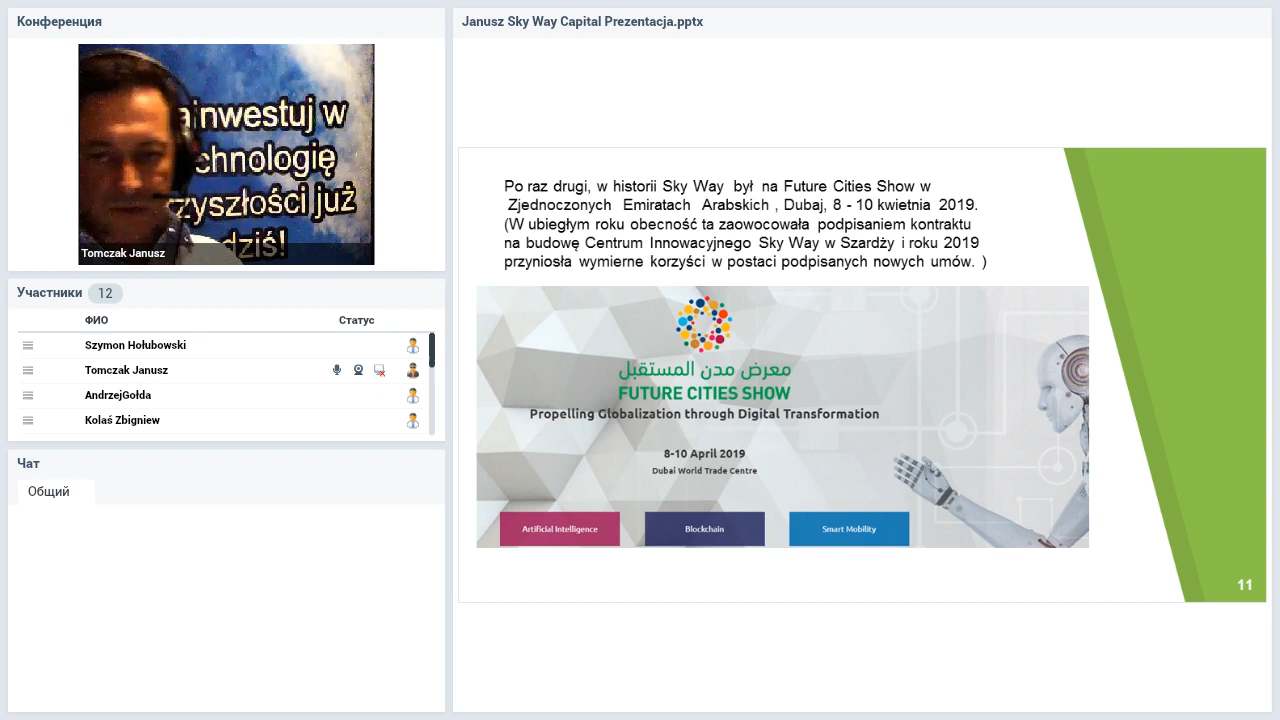 Конференция
ainwestuj w
chnologię
zyszłości już
dziś!
Tomczak Janusz
Участники 12
ФИО Статус
Szymon Hołubowski
Tomczak Janusz
AndrzejGołda
Kolaś Zbigniew
Чат
Общий
Janusz Sky Way Capital Prezentacja.pptx
Po raz drugi, w historii Sky Way był na Future Cities Show w
Zjednoczonych Emiratach Arabskich , Dubaj, 8 - 10 kwietnia 2019.
(W ubiegłym roku obecność ta zaowocowała podpisaniem kontraktu
na budowę Centrum Innowacyjnego Sky Way w Szardży i roku 2019
przyniosła wymierne korzyści w postaci podpisanych nowych umów. )
معرض مدن المستقبل
FUTURE CITIES SHOW
Propelling Globalization through Digital Transformation
8-10 April 2019
Dubai World Trade Centre
Artificial Intelligence Blockchain Smart Mobility
11